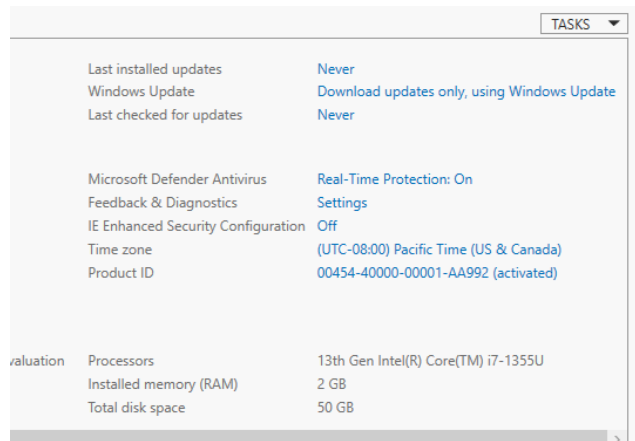 TASKS
Last installed updates Never
Windows Update Download updates only, using Windows Update
Last checked for updates Never
Microsoft Defender Antivirus Real-Time Protection: On
Feedback & Diagnostics Settings
IE Enhanced Security Configuration Off
Time zone (UTC-08:00) Pacific Time (US & Canada)
Product ID 00454-40000-00001-AA992 (activated)
valuation Processors 13th Gen Intel(R) Core(TM) i7-1355U
Installed memory (RAM) 2 GB
Total disk space 50 GB